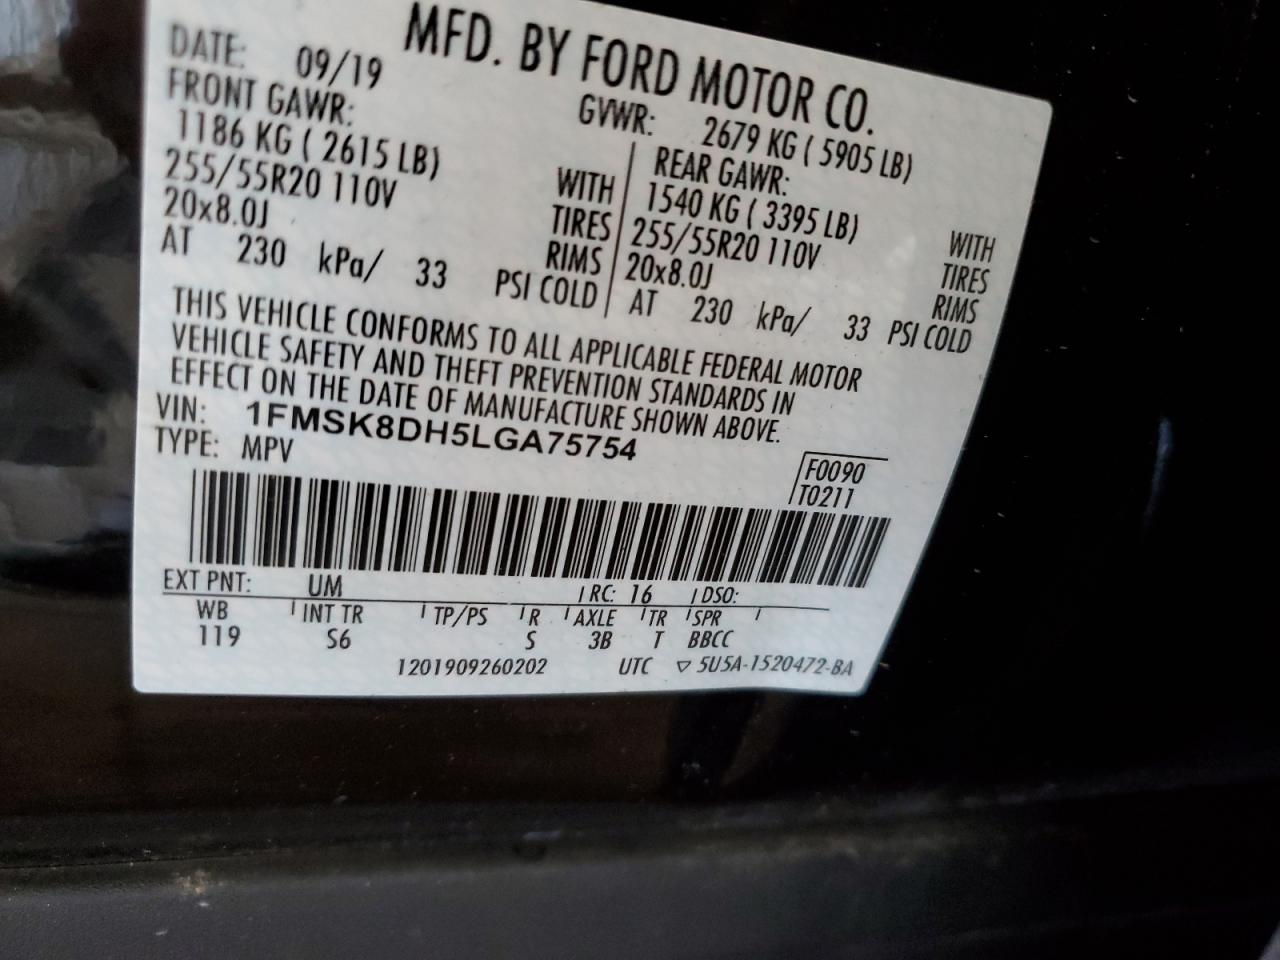 MFD. BY FORD MOTOR CO.
DATE: 09/19 GVWR: 2679 KG ( 5905 LB)
FRONT GAWR: REAR GAWR:
1186 KG ( 2615 LB) WITH 1540 KG ( 3395 LB) WITH
255/55R20 110V TIRES 255/55R20 110V TIRES
20x8.0J RIMS 20x8.0J RIMS
AT 230 kPa/ 33 PSI COLD AT 230 kPa/ 33 PSI COLD
THIS VEHICLE CONFORMS TO ALL APPLICABLE FEDERAL MOTOR
VEHICLE SAFETY AND THEFT PREVENTION STANDARDS IN
EFFECT ON THE DATE OF MANUFACTURE SHOWN ABOVE.
VIN: 1FMSK8DH5LGA75754
TYPE: MPV
F0090
T0211
EXT PNT: UM RC: 16 DSO:
WB INT TR TP/PS R AXLE TR SPR
119 S6 S 3B T BBCC
1201909260202 UTC ▽ 5U5A-1520472-BA